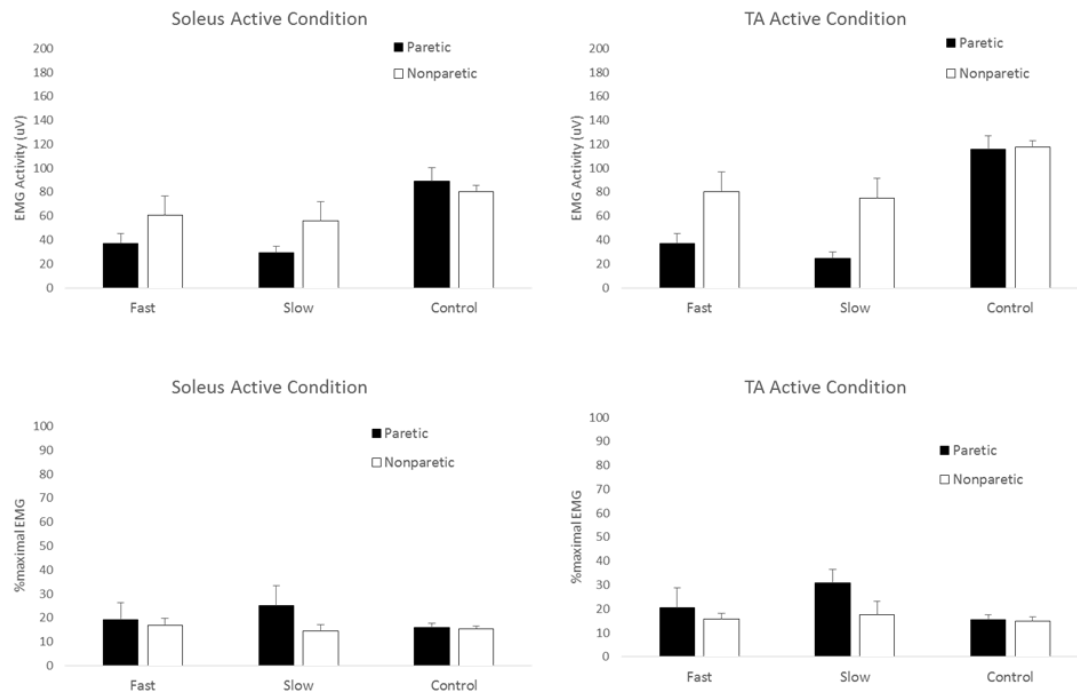 Soleus Active Condition
Paretic
Nonparetic
EMG Activity (uV)
200
180
160
140
120
100
80
60
40
20
0
Fast Slow Control
TA Active Condition
Paretic
Nonparetic
EMG Activity (uV)
200
180
160
140
120
100
80
60
40
20
0
Fast Slow Control
Soleus Active Condition
Paretic
Nonparetic
%maximal EMG
100
90
80
70
60
50
40
30
20
10
0
Fast Slow Control
TA Active Condition
Paretic
Nonparetic
%maximal EMG
100
90
80
70
60
50
40
30
20
10
0
Fast Slow Control